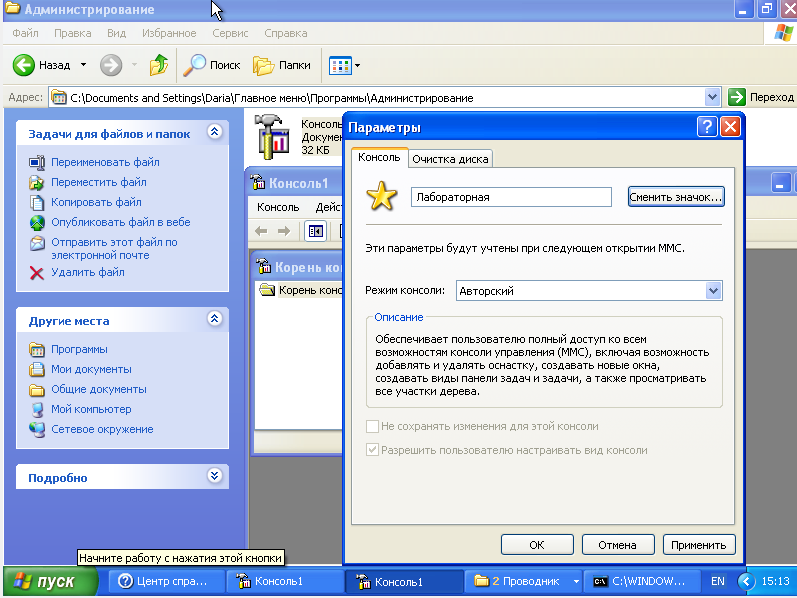 Администрирование
Файл Правка Вид Избранное Сервис Справка
Назад Поиск Папки
Адрес: C:\Documents and Settings\Daria\Главное меню\Программы\Администрирование Переход
Задачи для файлов и папок
Переименовать файл
Переместить файл
Копировать файл
Опубликовать файл в вебе
Отправить этот файл по
электронной почте
Удалить файл
Другие места
Программы
Мои документы
Общие документы
Мой компьютер
Сетевое окружение
Подробно
Консоль
Докумен
32 КБ
Консоль1
Консоль Дейс
Корень кон
Корень конс
Параметры
Консоль Очистка диска
Лабораторная Сменить значок...
Эти параметры будут учтены при следующем открытии MMC.
Режим консоли: Авторский
Описание
Обеспечивает пользователю полный доступ ко всем
возможностям консоли управления (MMC), включая возможность
добавлять и удалять оснастку, создавать новые окна,
создавать виды панели задач и задачи, а также просматривать
все участки дерева.
Не сохранять изменения для этой консоли
Разрешить пользователю настраивать вид консоли
ОК Отмена Применить
Начните работу с нажатия этой кнопки
пуск Центр спра... Консоль1 Консоль1 2 Проводник C:\WINDOW... EN 15:13